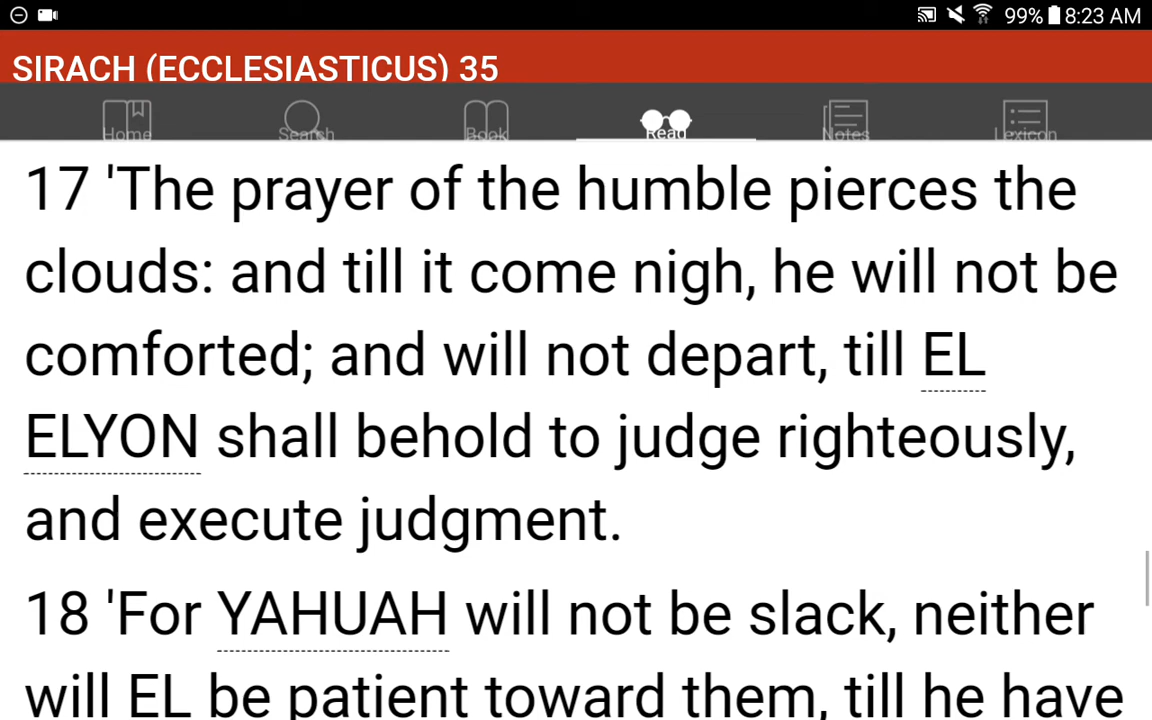 99% 8:23 AM
SIRACH (ECCLESIASTICUS) 35
Home Search Book Read Notes Lexicon
17 'The prayer of the humble pierces the
clouds: and till it come nigh, he will not be
comforted; and will not depart, till EL
ELYON shall behold to judge righteously,
and execute judgment.
18 'For YAHUAH will not be slack, neither
will EL be patient toward them, till he have